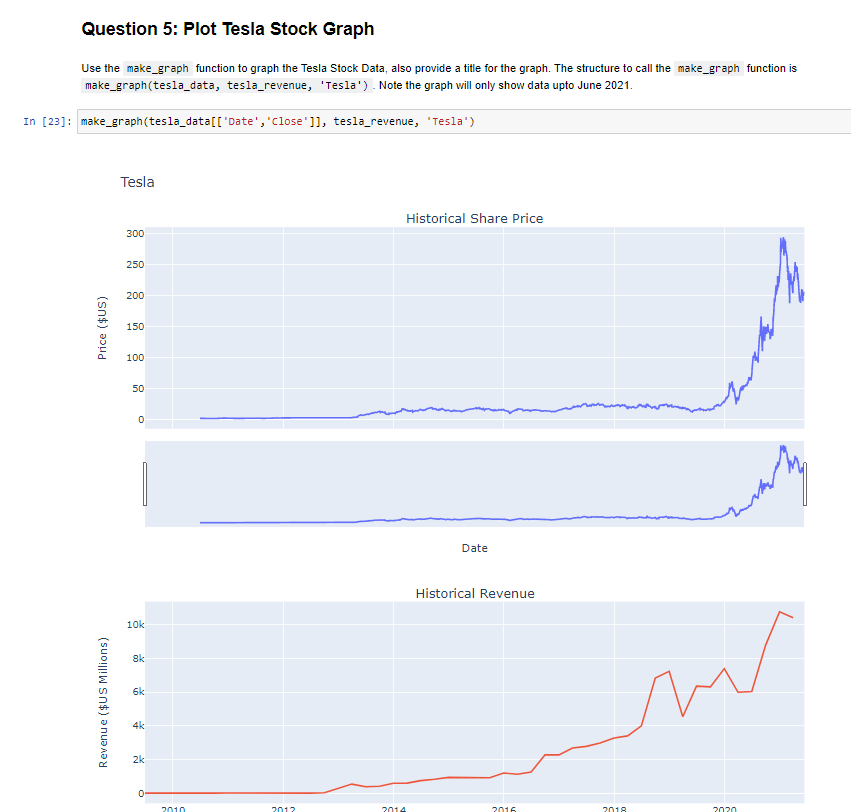 Question 5: Plot Tesla Stock Graph
Use the make_graph function to graph the Tesla Stock Data, also provide a title for the graph. The structure to call the make_graph function is
make_graph(tesla_data, tesla_revenue, 'Tesla') . Note the graph will only show data upto June 2021.
In [23]: make_graph(tesla_data[['Date','Close']], tesla_revenue, 'Tesla')
Tesla
Historical Share Price
300
250
200
150
100
50
0
Price ($US)
Date
Historical Revenue
10k
8k
6k
4k
2k
0
Revenue ($US Millions)
2010
2012
2014
2016
2018
2020